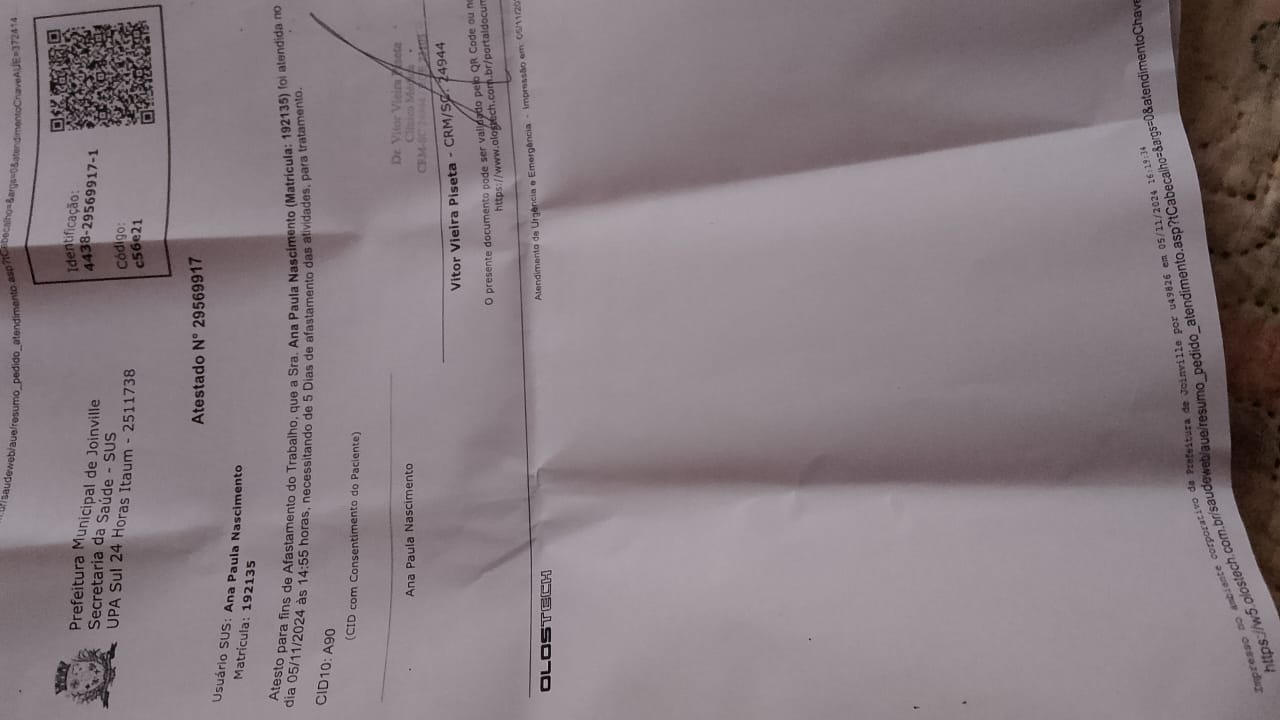 /saudeweb/aue/resumo_pedido_atendimento.asp?tCabecalho=&args=0&atendimentoChaveAUE=372414
Prefeitura Municipal de Joinville
Secretaria da Saúde - SUS
UPA Sul 24 Horas Itaum - 2511738
Identificação:
4438-29569917-1
Código:
c56e21
Atestado N° 29569917
Usuário SUS: Ana Paula Nascimento
Matrícula: 192135
Atesto para fins de Afastamento do Trabalho, que a Sra. Ana Paula Nascimento (Matrícula: 192135) foi atendida no
dia 05/11/2024 às 14:55 horas, necessitando de 5 Dias de afastamento das atividades, para tratamento.
CID10: A90
(CID com Consentimento do Paciente)
Ana Paula Nascimento
Dr. Vitor Vieira Piseta
Clínico Médico
CRM-SC 24944
Vitor Vieira Piseta - CRM/SC: 24944
O presente documento pode ser validado pelo QR Code ou
https://www.olostech.com.br/portaldocum
OLOSTECH
Atendimento de Urgência e Emergência - Impressão em: 05/11/20
Impresso no ambiente corporativo da Prefeitura de Joinville por u49826 em 05/11/2024 16:19:34
https://w5.olostech.com.br/saudeweb/aue/resumo_pedido_atendimento.asp?tCabecalho=&args=0&atendimentoChave